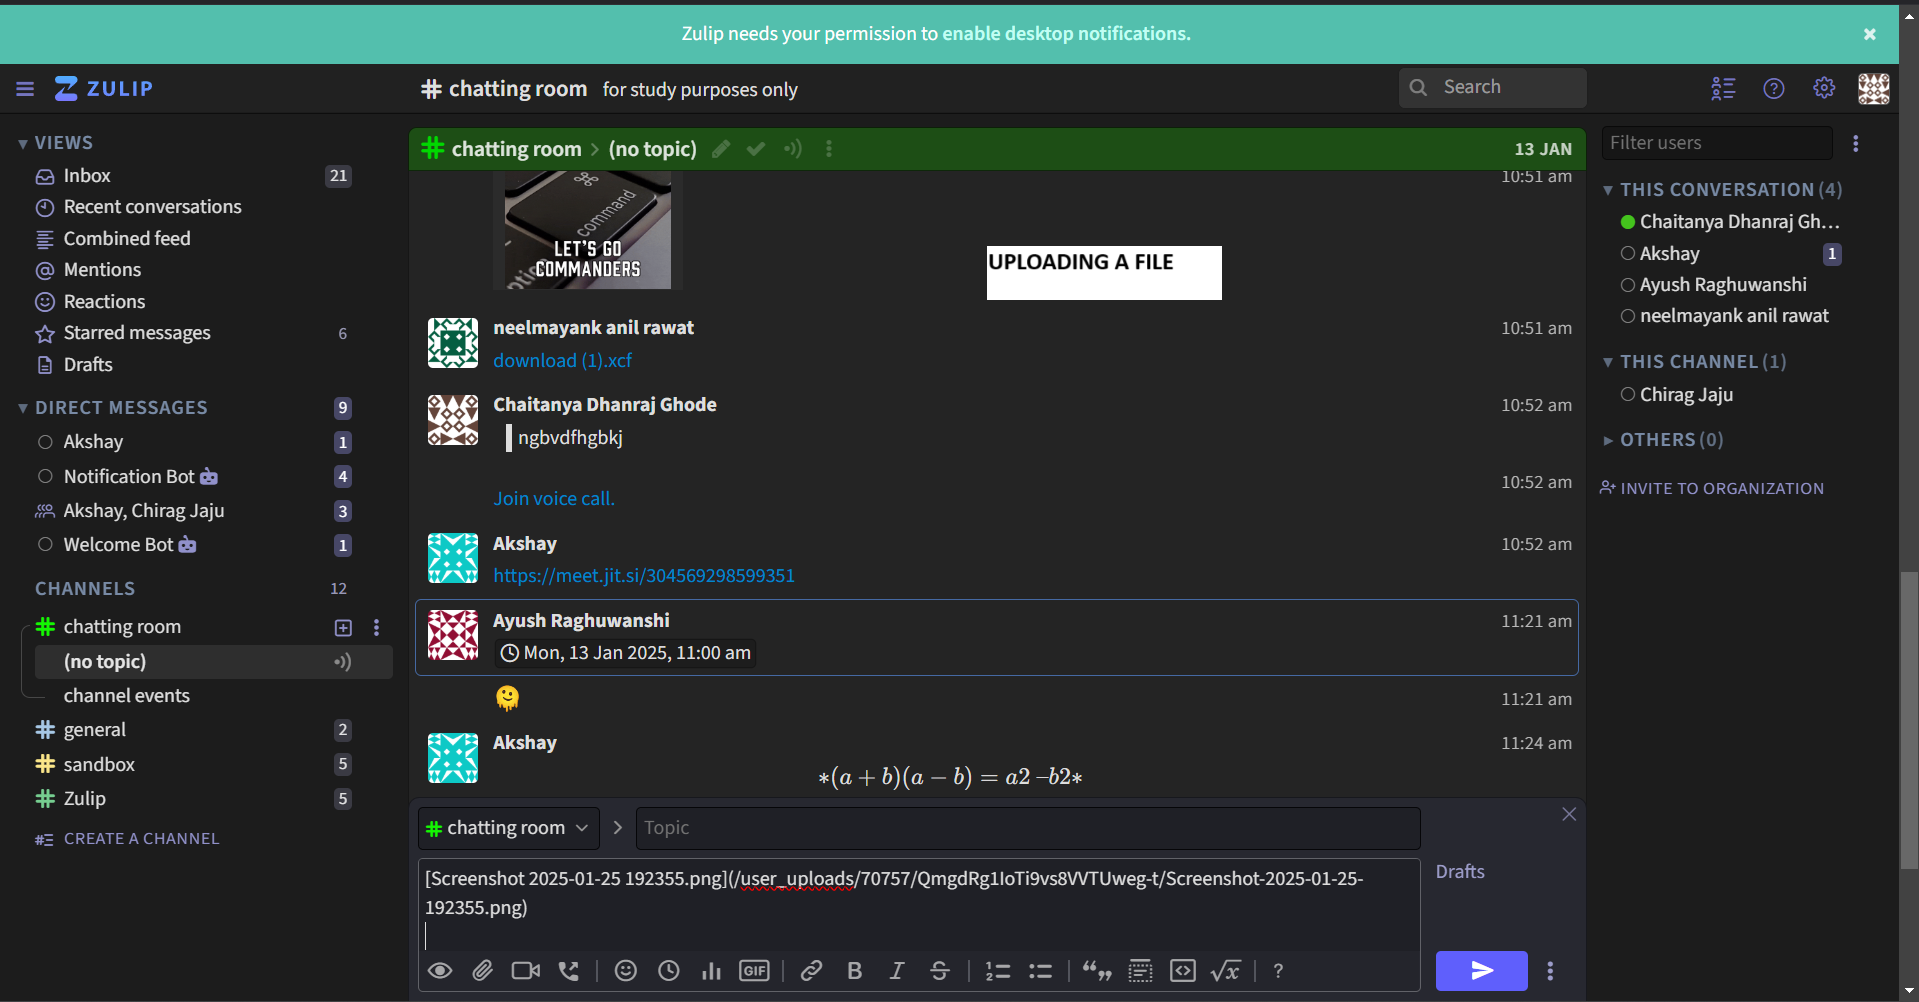 Zulip needs your permission to enable desktop notifications.
ZULIP
# chatting room for study purposes only
Search
VIEWS
Inbox 21
Recent conversations
Combined feed
Mentions
Reactions
Starred messages 6
Drafts
DIRECT MESSAGES 9
Akshay 1
Notification Bot 4
Akshay, Chirag Jaju 3
Welcome Bot 1
CHANNELS 12
# chatting room
(no topic)
channel events
# general 2
# sandbox 5
# Zulip 5
CREATE A CHANNEL
# chatting room > (no topic) 13 JAN
10:51 am
command
option
LET'S GO
COMMANDERS
UPLOADING A FILE
neelmayank anil rawat 10:51 am
download (1).xcf
Chaitanya Dhanraj Ghode 10:52 am
ngbvdfhgbkj
10:52 am
Join voice call.
Akshay 10:52 am
https://meet.jit.si/304569298599351
Ayush Raghuwanshi 11:21 am
Mon, 13 Jan 2025, 11:00 am
11:21 am
Akshay 11:24 am
*(a + b)(a − b) = a2 –b2*
# chatting room > Topic
[Screenshot 2025-01-25 192355.png](/user_uploads/70757/QmgdRg1IoTi9vs8VVTUweg-t/Screenshot-2025-01-25-
192355.png)
Drafts
GIF B I S √x ?
Filter users
THIS CONVERSATION (4)
Chaitanya Dhanraj Gh...
Akshay 1
Ayush Raghuwanshi
neelmayank anil rawat
THIS CHANNEL (1)
Chirag Jaju
OTHERS (0)
INVITE TO ORGANIZATION